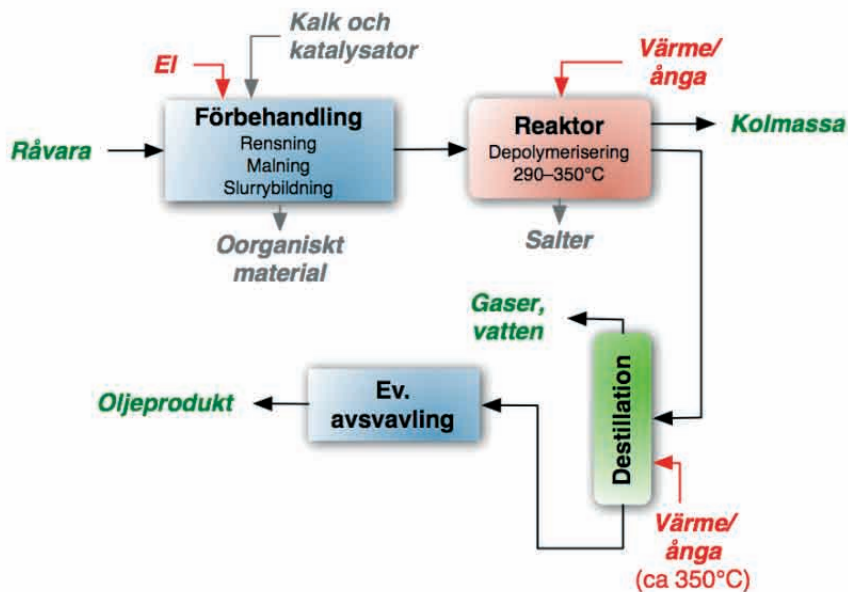 Kalk och
katalysator
El
Värme/
ånga
Råvara
Förbehandling
Rensning
Malning
Slurrybildning
Reaktor
Depolymerisering
290–350°C
Kolmassa
Oorganiskt
material
Salter
Gaser,
vatten
Destillation
Oljeprodukt
Ev.
avsvavling
Värme/
ånga
(ca 350°C)